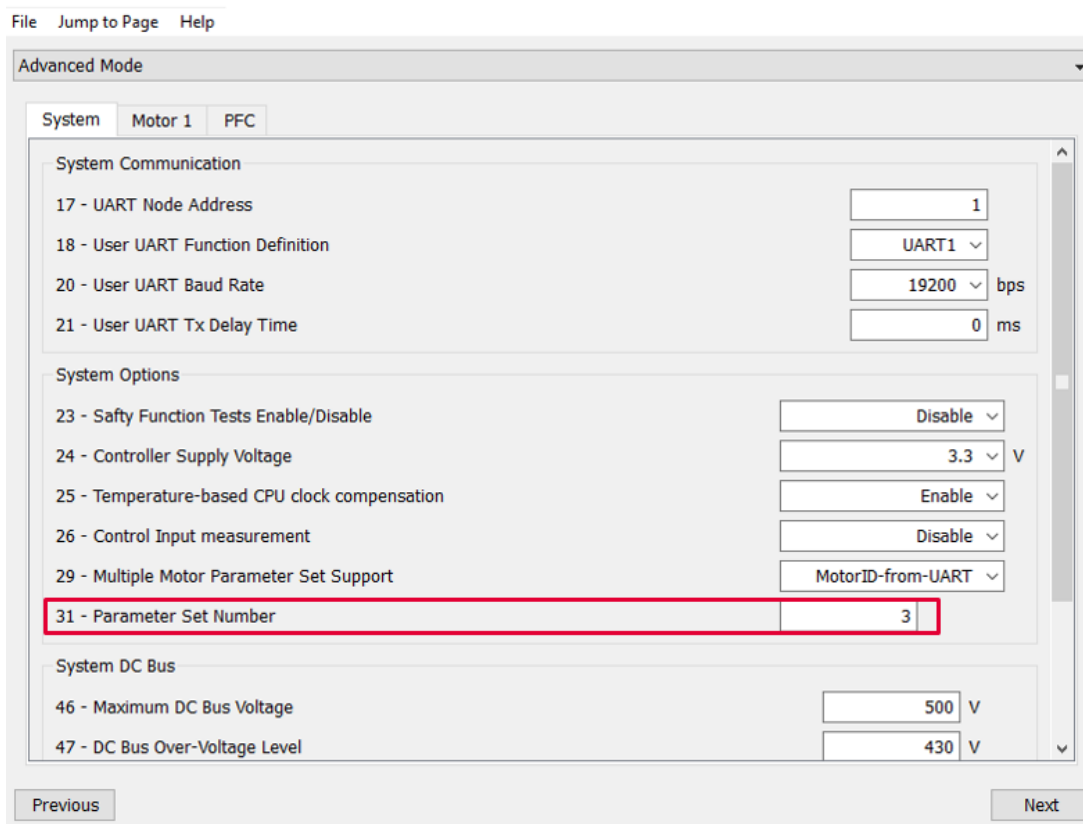 File Jump to Page Help
Advanced Mode
System Motor 1 PFC
System Communication
17 - UART Node Address 1
18 - User UART Function Definition UART1
20 - User UART Baud Rate 19200 bps
21 - User UART Tx Delay Time 0 ms
System Options
23 - Safty Function Tests Enable/Disable Disable
24 - Controller Supply Voltage 3.3 V
25 - Temperature-based CPU clock compensation Enable
26 - Control Input measurement Disable
29 - Multiple Motor Parameter Set Support MotorID-from-UART
31 - Parameter Set Number 3
System DC Bus
46 - Maximum DC Bus Voltage 500 V
47 - DC Bus Over-Voltage Level 430 V
Previous Next